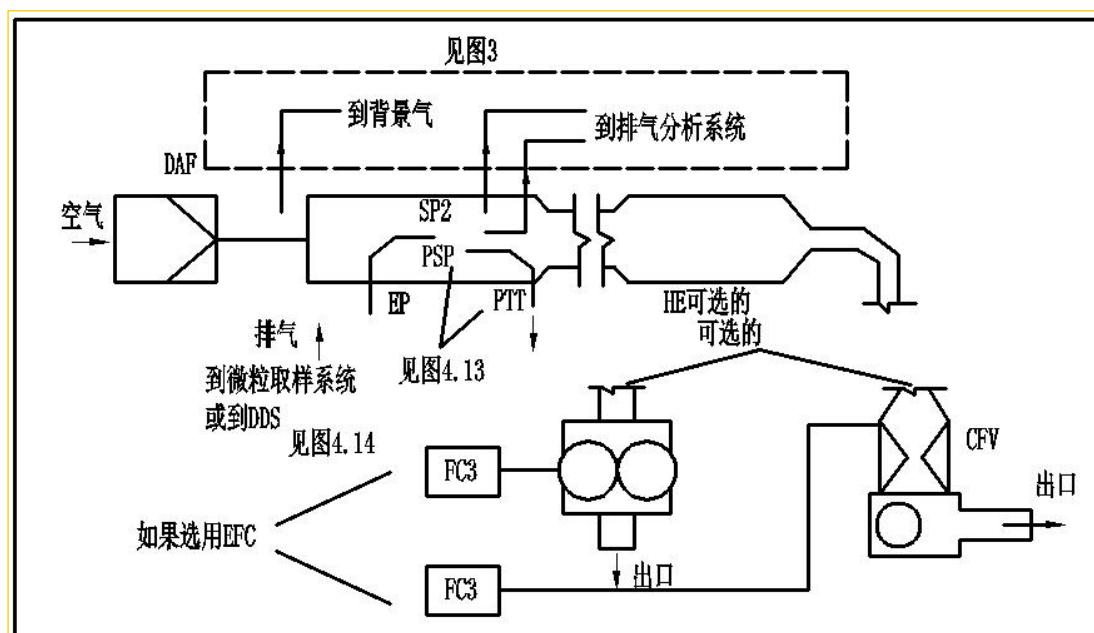 见图3
到背景气
到排气分析系统
DAF
空气
SP2
PSP
EP
PTT
HE可选的
可选的
排气
到微粒取样系统
或到DDS
见图4.13
见图4.14
FC3
CFV
出口
如果选用EFC
FC3
出口